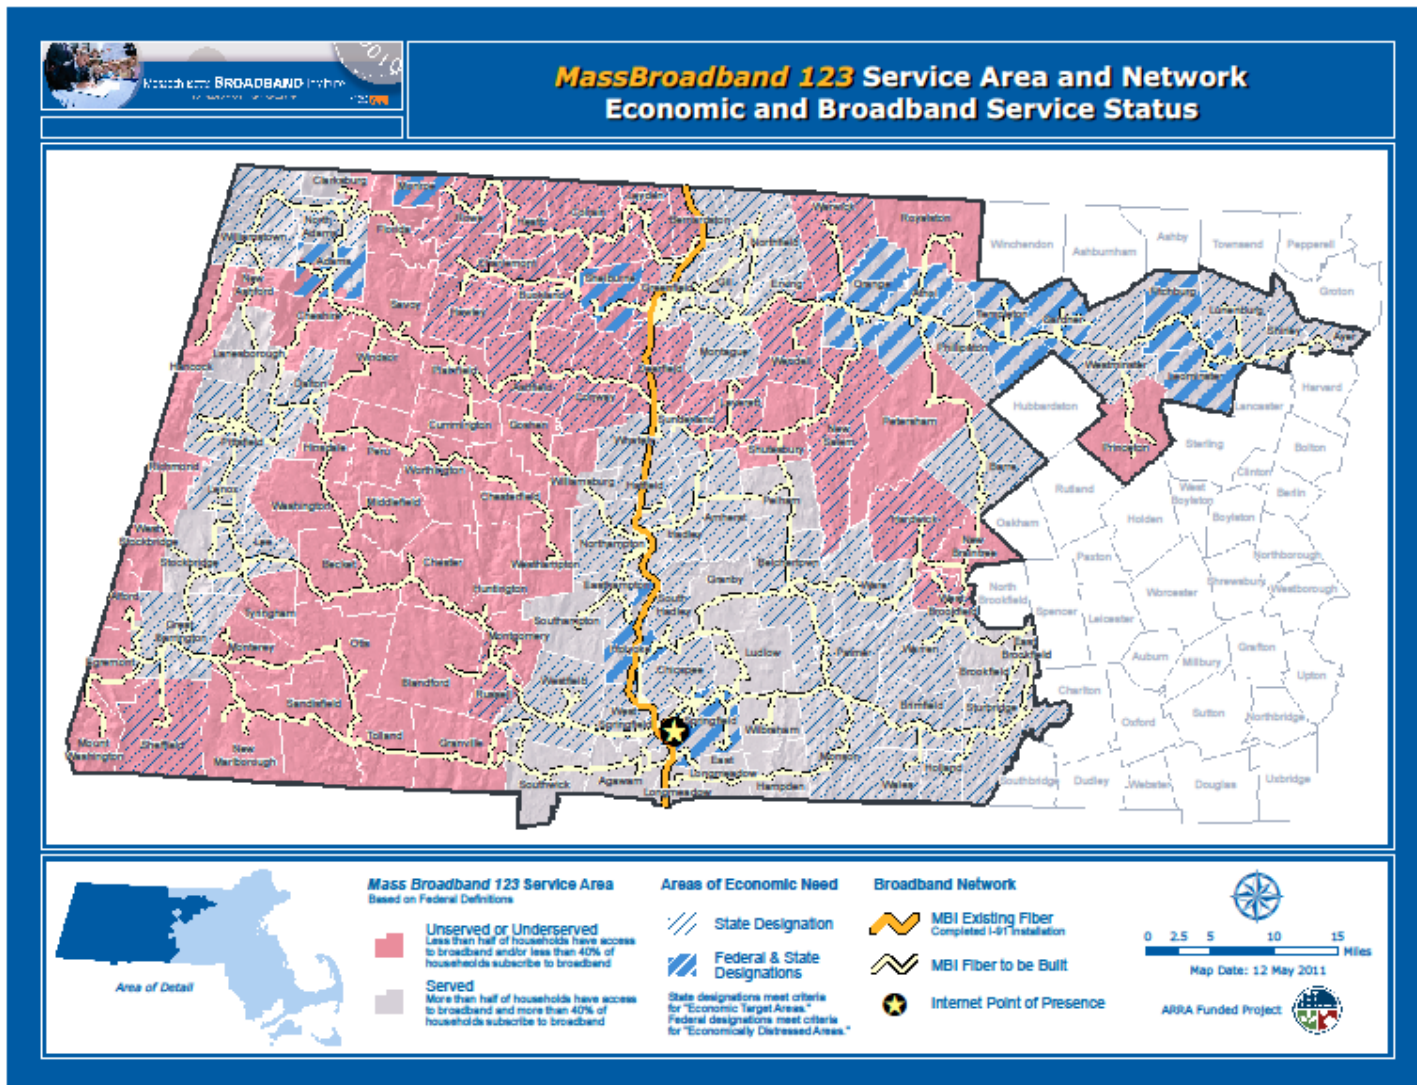 Massachusetts BROADBAND Institute
MassBroadband 123 Service Area and Network
Economic and Broadband Service Status
Clarksburg
Monroe
Rowe
Heath
Colrain
Leyden
Bernardston
Warwick
Royalston
Winchendon
Ashburnham
Ashby
Townsend
Pepperell
Groton
Williamstown
North
Adams
Florida
Northfield
Adams
Charlemont
Shelburne
Greenfield
Gill
Erving
Orange
Athol
New
Ashford
Savoy
Buckland
Hawley
Templeton
Gardner
Fitchburg
Lunenburg
Shirley
Ayer
Cheshire
Phillipston
Lanesborough
Windsor
Montague
Wendell
Westminster
Leominster
Harvard
Hancock
Dalton
Plainfield
Ashfield
Deerfield
Conway
Leverett
Hubbardston
Lancaster
Pittsfield
Cummington
Goshen
Whately
Sunderland
Shutesbury
New
Salem
Petersham
Princeton
Sterling
Bolton
Hinsdale
Peru
Worthington
Richmond
Williamsburg
Hatfield
Barre
Clinton
Rutland
West
Boylston
Berlin
Lenox
Washington
Middlefield
Chesterfield
Pelham
Amherst
Hardwick
Oakham
Holden
Boylston
West
Stockbridge
Lee
Hadley
Northampton
New
Braintree
Paxton
Northborough
Stockbridge
Becket
Chester
Westhampton
Belchertown
Granby
Ware
North
Brookfield
Worcester
Shrewsbury
Westborough
Huntington
Easthampton
Alford
Tyringham
South
Hadley
West
Brookfield
Spencer
Leicester
Great
Barrington
Southampton
Montgomery
Monterey
Otis
Holyoke
Ludlow
Palmer
Warren
East
Brookfield
Brookfield
Auburn
Millbury
Grafton
Upton
Egremont
Blandford
Russell
Westfield
Chicopee
Charlton
Sandisfield
West
Springfield
Springfield
Wilbraham
Brimfield
Sturbridge
Oxford
Sutton
Northbridge
Mount
Washington
Sheffield
New
Marlborough
Tolland
Granville
Southwick
Agawam
Longmeadow
East
Longmeadow
Hampden
Monson
Wales
Holland
Southbridge
Dudley
Webster
Douglas
Uxbridge
Area of Detail
Mass Broadband 123 Service Area
Based on Federal Definitions
Unserved or Underserved
Less than half of households have access
to broadband and/or less than 40% of
households subscribe to broadband
Served
More than half of households have access
to broadband and more than 40% of
households subscribe to broadband
Areas of Economic Need
State Designation
Federal & State
Designations
State designations meet criteria
for "Economic Target Areas."
Federal designations meet criteria
for "Economically Distressed Areas."
Broadband Network
MBI Existing Fiber
Completed I-91 Installation
MBI Fiber to be Built
Internet Point of Presence
0 2.5 5 10 15
Miles
Map Date: 12 May 2011
ARRA Funded Project